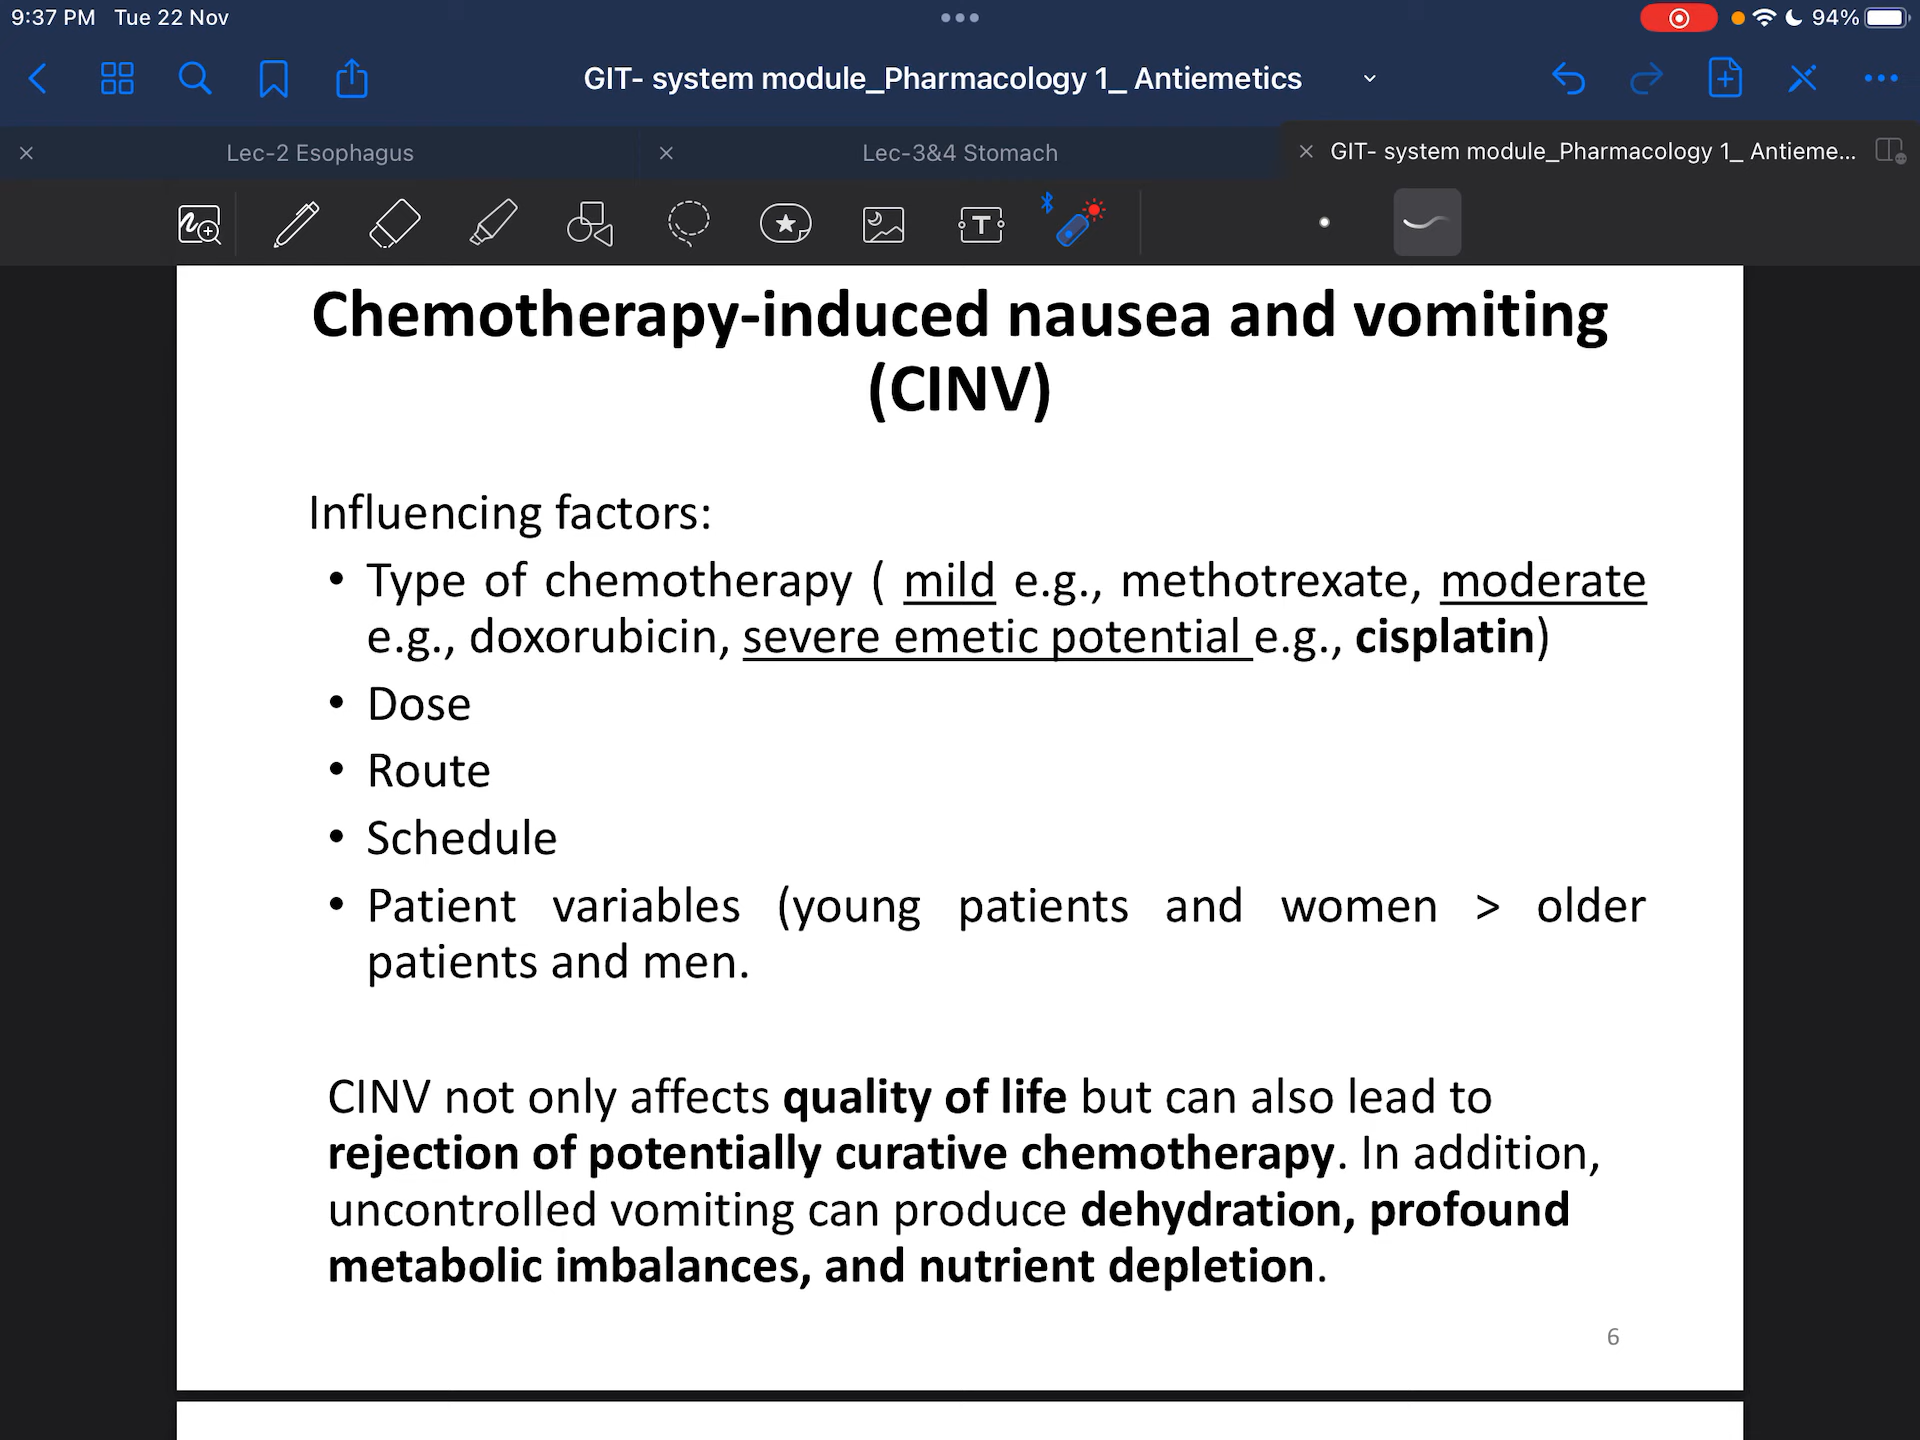 9:37 PM Tue 22 Nov
94%
GIT- system module_Pharmacology 1_ Antiemetics
Lec-2 Esophagus
Lec-3&4 Stomach
GIT- system module_Pharmacology 1_ Antieme...
T
Chemotherapy-induced nausea and vomiting
(CINV)
Influencing factors:
• Type of chemotherapy ( mild e.g., methotrexate, moderate
e.g., doxorubicin, severe emetic potential e.g., cisplatin)
• Dose
• Route
• Schedule
• Patient variables (young patients and women > older
patients and men.
CINV not only affects quality of life but can also lead to
rejection of potentially curative chemotherapy. In addition,
uncontrolled vomiting can produce dehydration, profound
metabolic imbalances, and nutrient depletion.
6